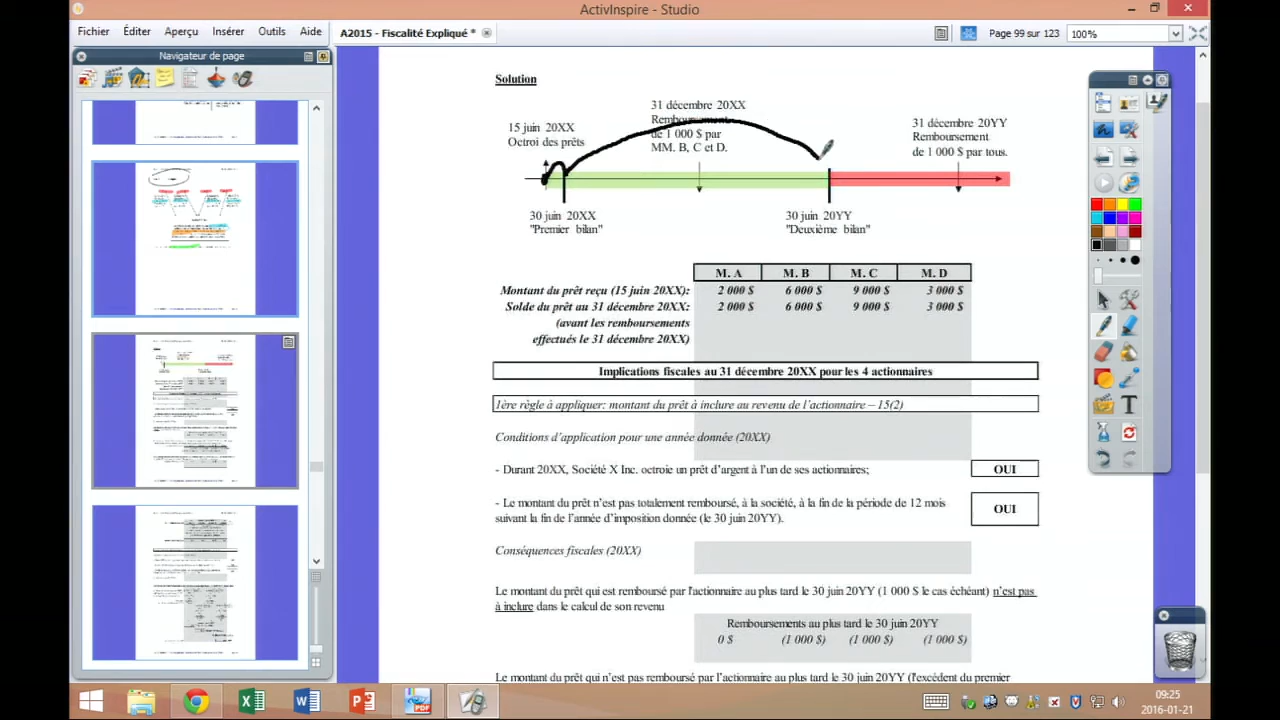 ActivInspire - Studio
Fichier Éditer Aperçu Insérer Outils Aide
A2015 - Fiscalité Expliqué *
Page 99 sur 123
100%
Navigateur de page
Solution
31 décembre 20XX
Remboursement
de 1 000 $ par
MM. B, C et D.
15 juin 20XX
Octroi des prêts
31 décembre 20YY
Remboursement
de 1 000 $ par tous.
30 juin 20XX
"Premier bilan"
30 juin 20YY
"Deuxième bilan"
M. A M. B M. C M. D
Montant du prêt reçu (15 juin 20XX): 2 000 $ 6 000 $ 9 000 $ 3 000 $
Solde du prêt au 31 décembre 20XX: 2 000 $ 6 000 $ 9 000 $ 3 000 $
(avant les remboursements
effectués le 31 décembre 20XX)
Implications fiscales au 31 décembre 20XX pour les 4 actionnaires
1ère règle à appliquer: montant du prêt à inclure au revenu de l'actionnaire – 15(2)
Conditions d'application pour une année donnée (20XX)
- Durant 20XX, Société X Inc. octroie un prêt d'argent à l'un de ses actionnaires; OUI
- Le montant du prêt n'est pas totalement remboursé, à la société, à la fin de la période de 12 mois
suivant la fin de l'année d'imposition donnée (le 30 juin 20YY). OUI
Conséquences fiscales (20XX)
Le montant du prêt qui est remboursé par l'actionnaire au plus tard le 30 juin 20YY (1 000 $ le cas échéant) n'est pas
à inclure dans le calcul de son revenu
Remboursements au plus tard le 30 juin 20YY
0 $ (1 000 $) (1 000 $) (1 000 $)
Le montant du prêt qui n'est pas remboursé par l'actionnaire au plus tard le 30 juin 20YY (l'excédent du premier
09:25
2016-01-21